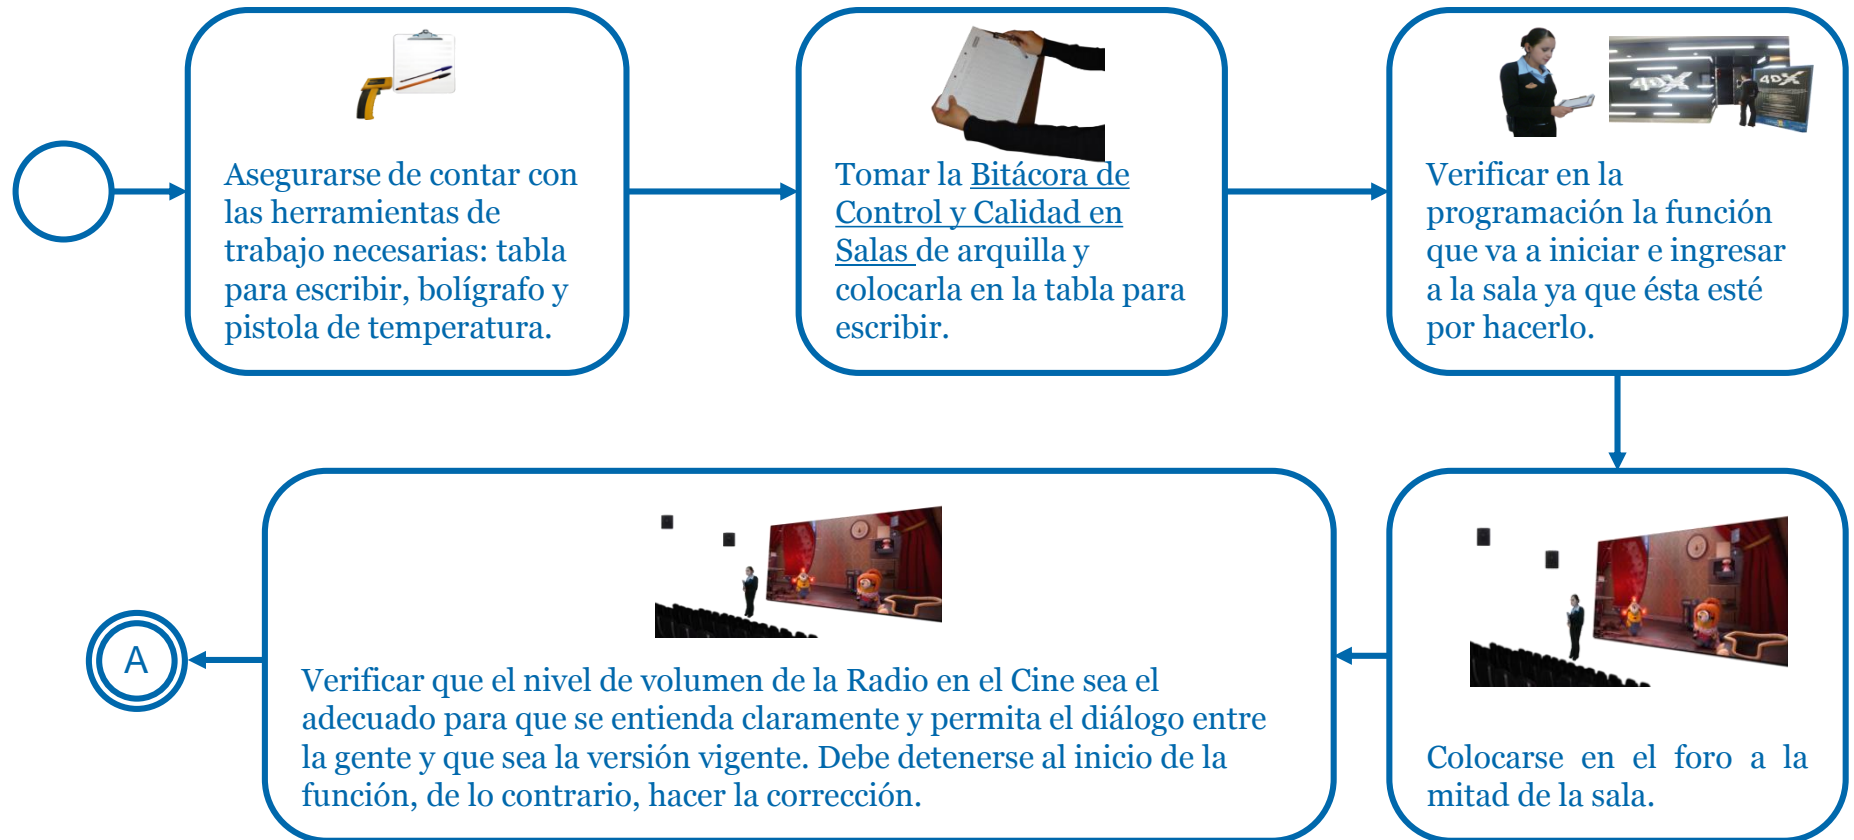 Asegurarse de contar con
las herramientas de
trabajo necesarias: tabla
para escribir, bolígrafo y
pistola de temperatura.
Tomar la Bitácora de
Control y Calidad en
Salas de arquilla y
colocarla en la tabla para
escribir.
4DX
4DX
Verificar en la
programación la función
que va a iniciar e ingresar
a la sala ya que ésta esté
por hacerlo.
Colocarse en el foro a la
mitad de la sala.
Verificar que el nivel de volumen de la Radio en el Cine sea el
adecuado para que se entienda claramente y permita el diálogo entre
la gente y que sea la versión vigente. Debe detenerse al inicio de la
función, de lo contrario, hacer la corrección.
A